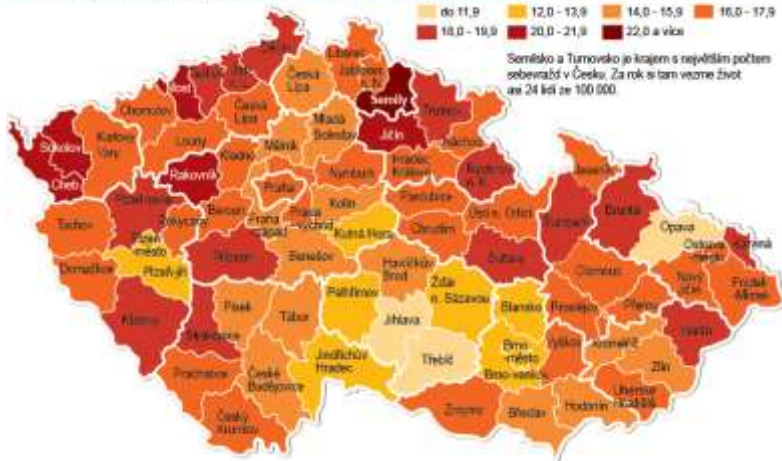 do 11,9
12,0 - 13,9
14,0 - 15,9
16,0 - 17,9
18,0 - 19,9
20,0 - 21,9
22,0 a více
Semilsko a Turnovsko je krajem s největším počtem
sebevražd v Česku. Za rok si tam vezme život
asi 24 lidí ze 100 000.
Děčín
Liberec
Most
Česká
Lípa
Jablonec
n. N.
Semily
Trutnov
Chomutov
Česká
Lípa
Mladá
Boleslav
Jičín
Náchod
Sokolov
Karlovy
Vary
Louny
Mělník
Cheb
Kladno
Hradec
Králové
Rychnov
n. K.
Jeseník
Rakovník
Praha
Nymburk
Pardubice
Bruntál
Tachov
Rokycany
Beroun
Praha
-západ
Praha
-východ
Kolín
Chrudim
Ústí n. Orlicí
Šumperk
Opava
Ostrava
-město
Karviná
Plzeň
-město
Kutná Hora
Domažlice
Plzeň-jih
Příbram
Benešov
Havlíčkův
Brod
Svitavy
Olomouc
Nový
Jičín
Frýdek
-Místek
Klatovy
Písek
Tábor
Pelhřimov
Žďár
n. Sázavou
Blansko
Prostějov
Přerov
Strakonice
Jihlava
Vsetín
Prachatice
České
Budějovice
Jindřichův
Hradec
Třebíč
Brno
-město
Brno-venkov
Vyškov
Kroměříž
Zlín
Český
Krumlov
Znojmo
Břeclav
Hodonín
Uherské
Hradiště